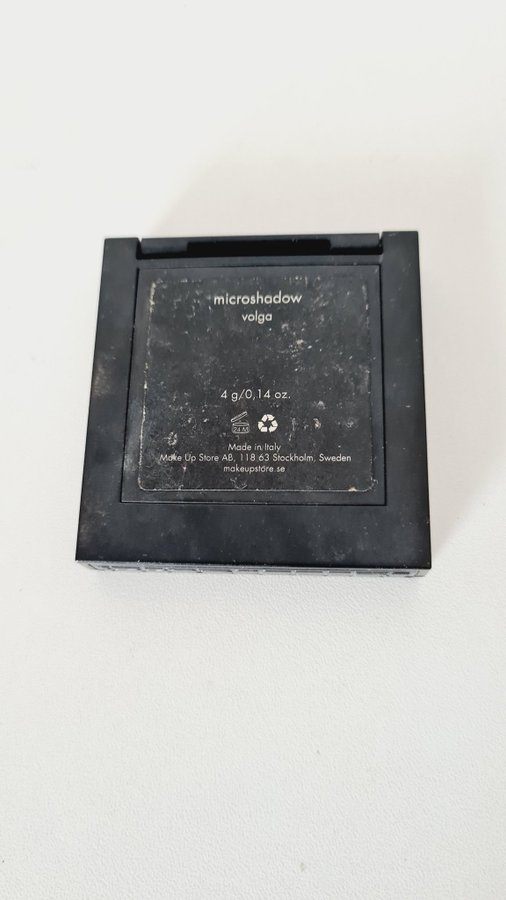 microshadow
volga
4 g/0,14 oz.
24 M
Made in Italy
Make Up Store AB, 118 63 Stockholm, Sweden
makeupstore.se